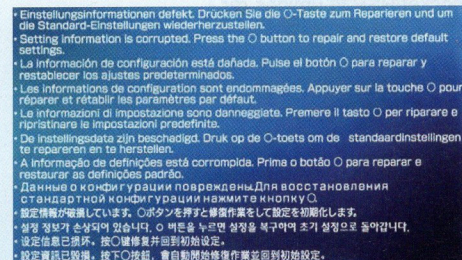 ・Einstellungsinformationen defekt. Drücken Sie die ○-Taste zum Reparieren und um
die Standard-Einstellungen wiederherzustellen.
・Setting information is corrupted. Press the ○ button to repair and restore default
settings.
・La información de configuración está dañada. Pulse el botón ○ para reparar y
restablecer los ajustes predeterminados.
・Les informations de configuration sont endommagées. Appuyer sur la touche ○ pour
réparer et rétablir les paramètres par défaut.
・Le informazioni di impostazione sono danneggiate. Premere il tasto ○ per riparare e
ripristinare le impostazioni predefinite.
・De instellingsdata zijn beschadigd. Druk op de ○-toets om de standaardinstellingen
te repareren en te herstellen.
・A informação de definições está corrompida. Prima o botão ○ para reparar e
restaurar as definições padrão.
・Данные о конфигурации повреждены.Для восстановления
стандартной конфигурации нажмите кнопку○.
・設定情報が破損しています。○ボタンを押すと修復作業をして設定を初期化します。
・설정 정보가 손상되어 있습니다. ○ 버튼을 누르면 설정을 복구하여 초기 설정으로 돌아갑니다.
・设定信息已损坏。按○键修复并回到初始设定。
・設定資訊已毀損。按下○按鈕，會自動開始修復作業並回到初始設定。